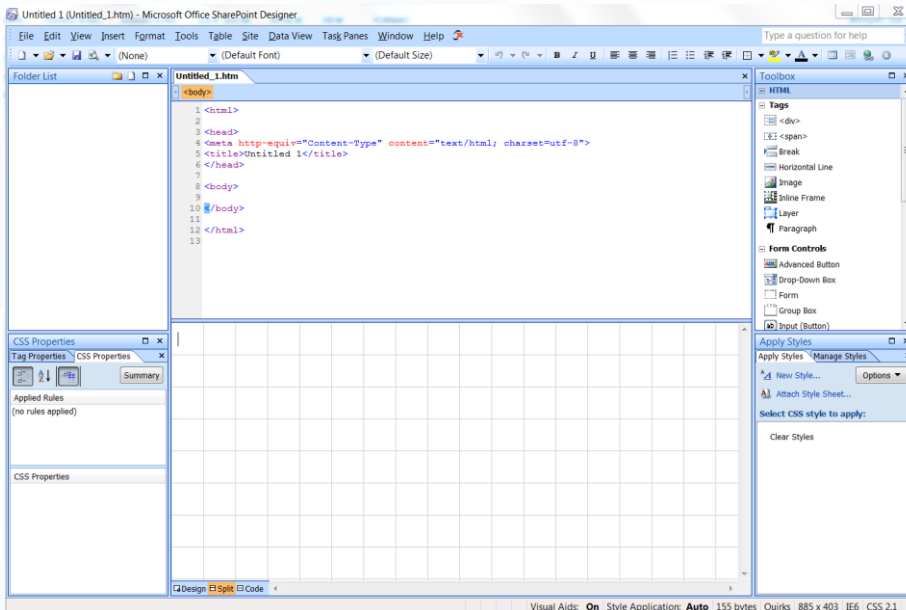 Untitled 1 (Untitled_1.htm) - Microsoft Office SharePoint Designer
File Edit View Insert Format Tools Table Site Data View Task Panes Window Help
Type a question for help
(None) (Default Font) (Default Size) B I U
Folder List
Untitled_1.htm
<body>
1 <html>
2
3 <head>
4 <meta http-equiv="Content-Type" content="text/html; charset=utf-8">
5 <title>Untitled 1</title>
6 </head>
7
8 <body>
9
10 </body>
11
12 </html>
13
Toolbox
HTML
Tags
<div>
<span>
Break
Horizontal Line
Image
Inline Frame
Layer
Paragraph
Form Controls
Advanced Button
Drop-Down Box
Form
Group Box
Input (Button)
CSS Properties
Tag Properties CSS Properties
Summary
Applied Rules
(no rules applied)
CSS Properties
Design Split Code
Apply Styles
Apply Styles Manage Styles
New Style... Options
Attach Style Sheet...
Select CSS style to apply:
Clear Styles
Visual Aids: On Style Application: Auto 155 bytes Quirks 885 x 403 IE6 CSS 2.1